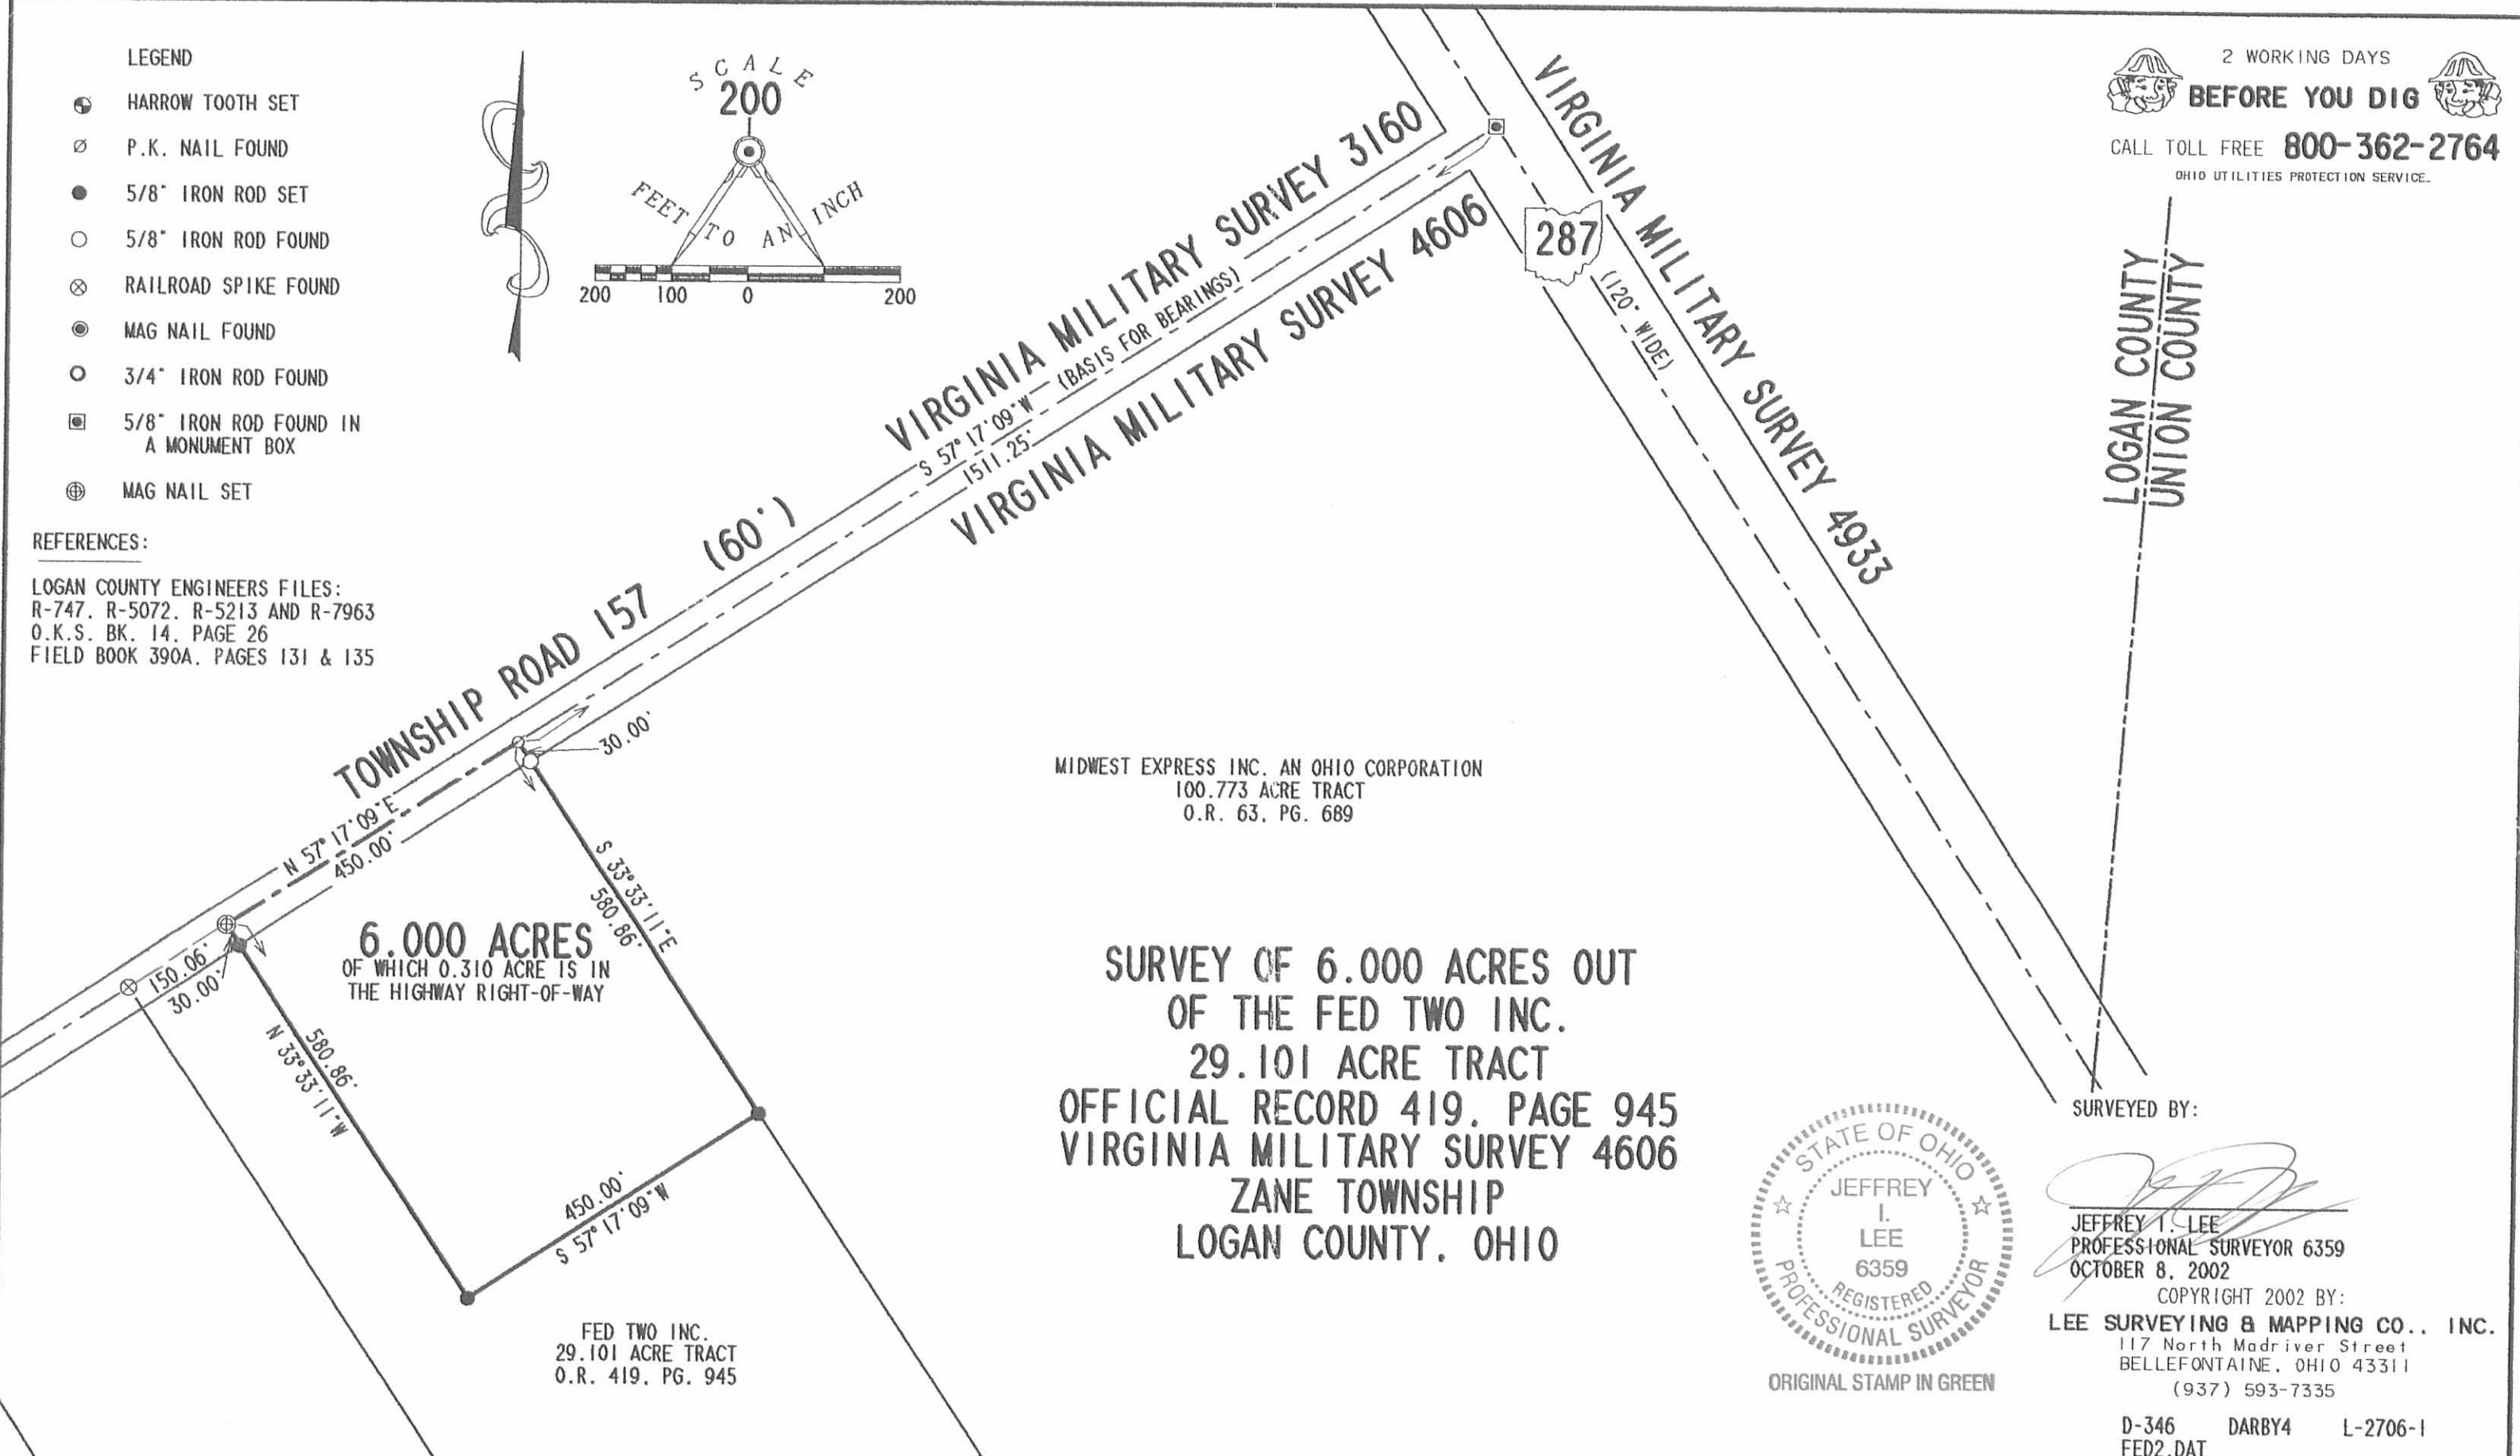 LEGEND
HARROW TOOTH SET
P.K. NAIL FOUND
5/8" IRON ROD SET
5/8" IRON ROD FOUND
RAILROAD SPIKE FOUND
MAG NAIL FOUND
3/4" IRON ROD FOUND
5/8" IRON ROD FOUND IN
A MONUMENT BOX
MAG NAIL SET
REFERENCES:
LOGAN COUNTY ENGINEERS FILES:
R-747. R-5072. R-5213 AND R-7963
O.K.S. BK. 14. PAGE 26
FIELD BOOK 390A. PAGES 131 & 135
SCALE
200
FEET TO AN INCH
200 100 0 200
VIRGINIA MILITARY SURVEY 3160
S 57°17'09"W (BASIS FOR BEARINGS)
1511.25'
VIRGINIA MILITARY SURVEY 4606
VIRGINIA MILITARY SURVEY 4933
287
(120" WIDE)
2 WORKING DAYS
BEFORE YOU DIG
CALL TOLL FREE 800-362-2764
OHIO UTILITIES PROTECTION SERVICE.
LOGAN COUNTY
UNION COUNTY
TOWNSHIP ROAD 157 (60')
30.00'
N 57°17'09"E
450.00'
150.06'
30.00'
S 33°33'11"E
580.86'
6.000 ACRES
OF WHICH 0.310 ACRE IS IN
THE HIGHWAY RIGHT-OF-WAY
580.86'
N 33°33'11"W
450.00'
S 57°17'09"W
FED TWO INC.
29.101 ACRE TRACT
O.R. 419. PG. 945
MIDWEST EXPRESS INC. AN OHIO CORPORATION
100.773 ACRE TRACT
O.R. 63. PG. 689
SURVEY OF 6.000 ACRES OUT
OF THE FED TWO INC.
29.101 ACRE TRACT
OFFICIAL RECORD 419. PAGE 945
VIRGINIA MILITARY SURVEY 4606
ZANE TOWNSHIP
LOGAN COUNTY. OHIO
STATE OF OHIO
JEFFREY
I.
LEE
6359
REGISTERED
PROFESSIONAL SURVEYOR
ORIGINAL STAMP IN GREEN
SURVEYED BY:
JEFFREY I. LEE
PROFESSIONAL SURVEYOR 6359
OCTOBER 8. 2002
COPYRIGHT 2002 BY:
LEE SURVEYING & MAPPING CO.. INC.
117 North Madriver Street
BELLEFONTAINE. OHIO 43311
(937) 593-7335
D-346 DARBY4 L-2706-1
FED2.DAT